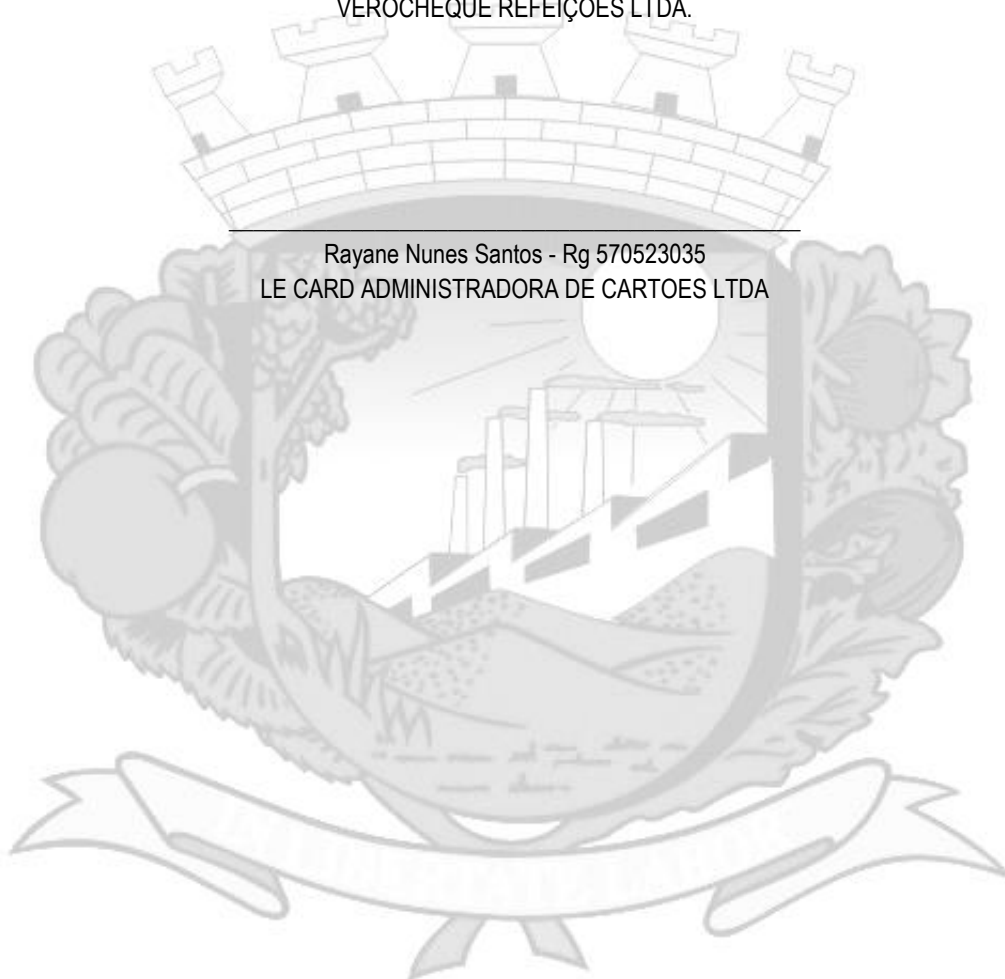 VEROCHEQUE REFEIÇÕES LTDA.
Rayane Nunes Santos - Rg 570523035
LE CARD ADMINISTRADORA DE CARTOES LTDA